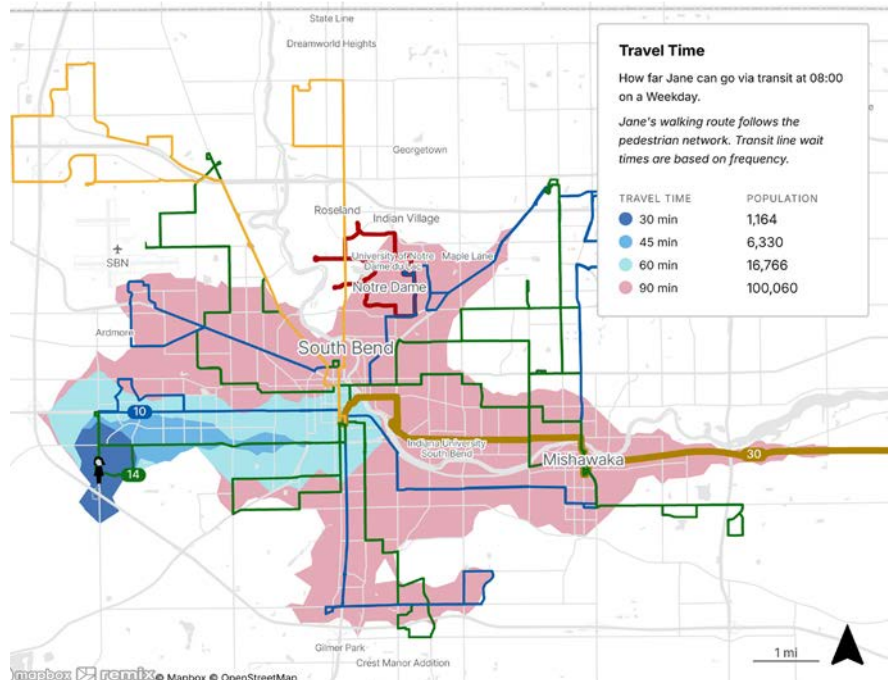 State Line
Dreamworld Heights
Travel Time
How far Jane can go via transit at 08:00
on a Weekday.
Jane's walking route follows the
pedestrian network. Transit line wait
times are based on frequency.
TRAVEL TIME POPULATION
30 min 1,164
45 min 6,330
60 min 16,766
90 min 100,060
Georgetown
Roseland
Indian Village
SBN
University of Notre
Dame du Lac
Maple Lane
Notre Dame
Ardmore
South Bend
10
Indiana University
South Bend
Mishawaka
30
14
Gilmer Park
Crest Manor Addition
1 mi
mapbox remix © Mapbox © OpenStreetMap